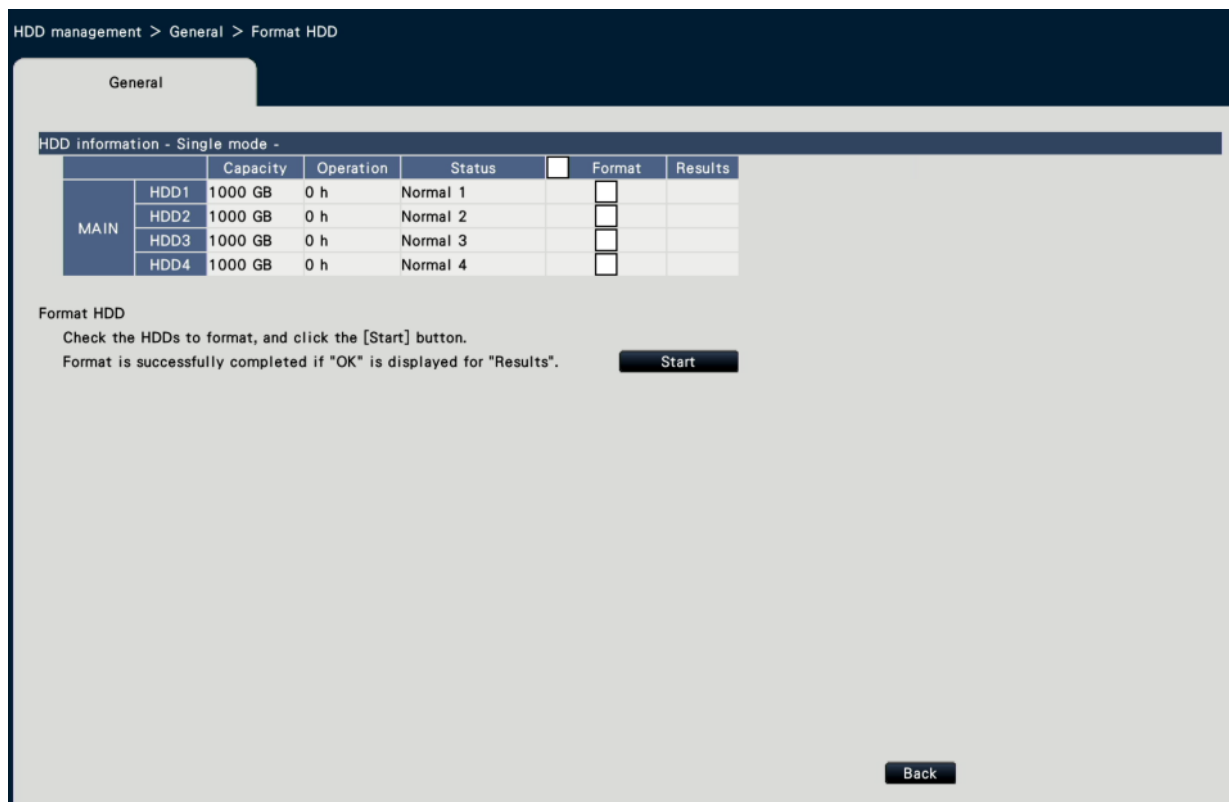 HDD management > General > Format HDD
General
HDD information - Single mode -
Capacity Operation Status Format Results
MAIN
HDD1 1000 GB 0 h Normal 1
HDD2 1000 GB 0 h Normal 2
HDD3 1000 GB 0 h Normal 3
HDD4 1000 GB 0 h Normal 4
Format HDD
Check the HDDs to format, and click the [Start] button.
Format is successfully completed if "OK" is displayed for "Results".
Start
Back